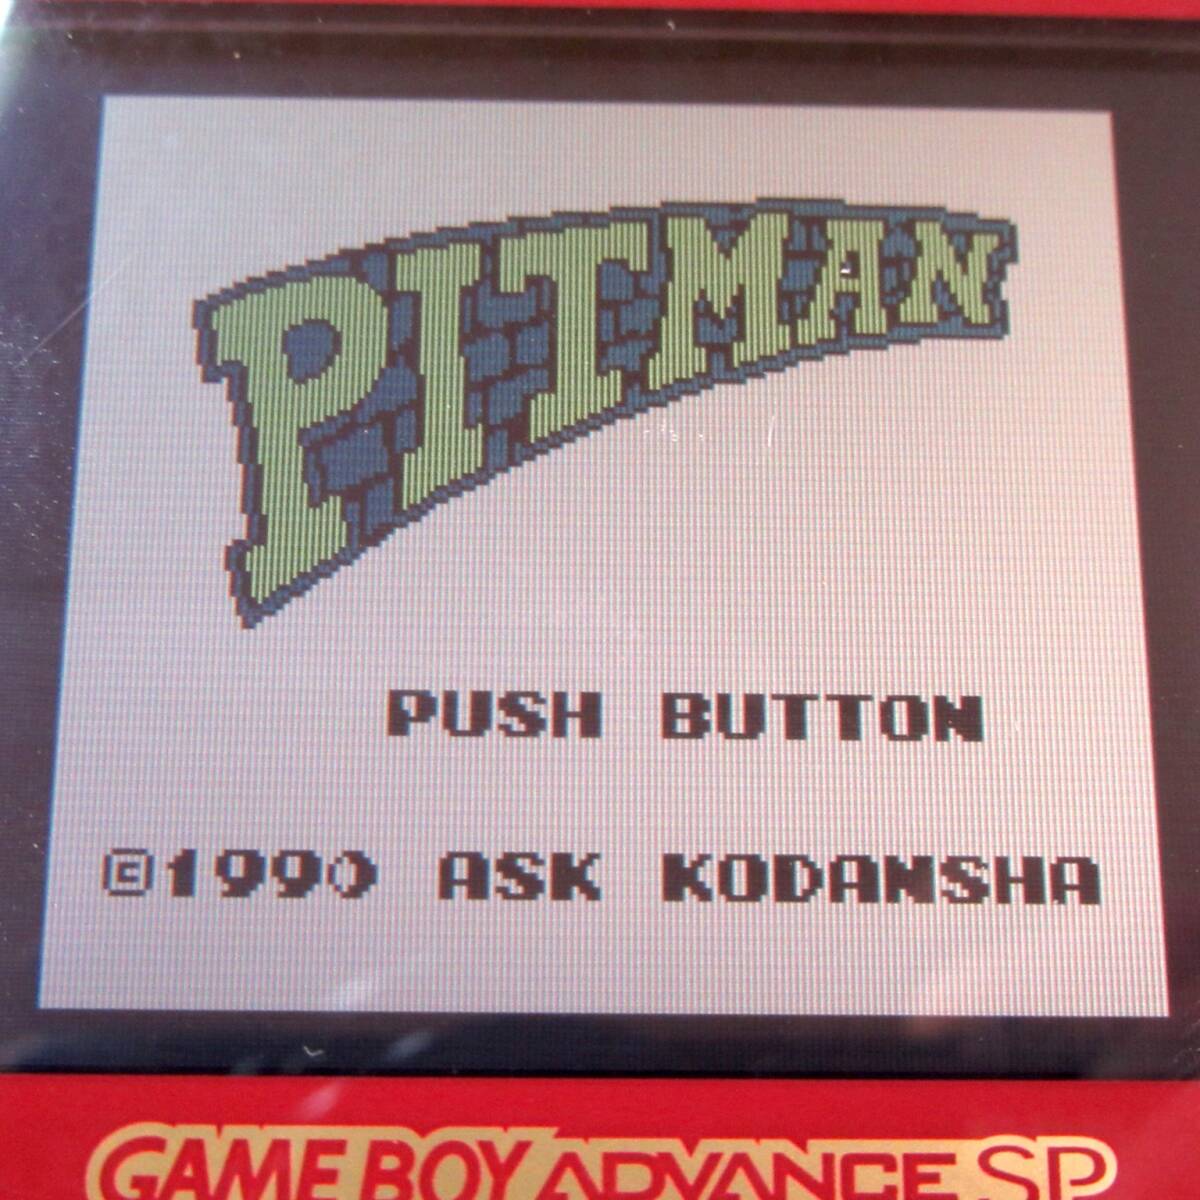 PITMAN
PUSH BUTTON
©1990 ASK KODANSHA
GAME BOY ADVANCE SP